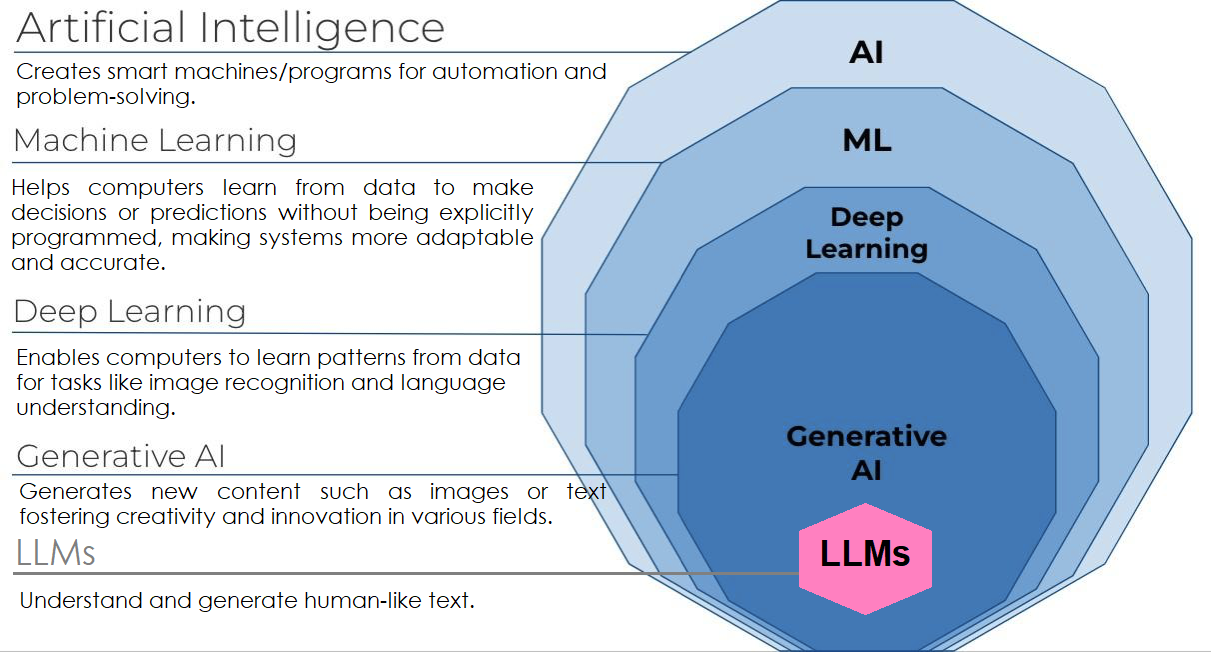 Artificial Intelligence
Creates smart machines/programs for automation and
problem-solving.
Machine Learning
Helps computers learn from data to make
decisions or predictions without being explicitly
programmed, making systems more adaptable
and accurate.
Deep Learning
Enables computers to learn patterns from data
for tasks like image recognition and language
understanding.
Generative AI
Generates new content such as images or text
fostering creativity and innovation in various fields.
LLMs
Understand and generate human-like text.
AI
ML
Deep
Learning
Generative
AI
LLMs